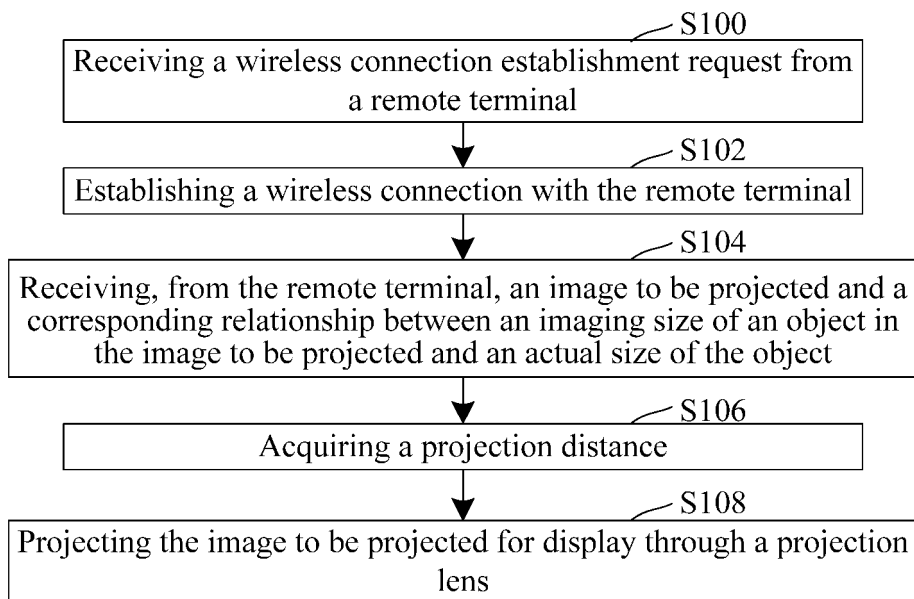 S100
Receiving a wireless connection establishment request from
a remote terminal
S102
Establishing a wireless connection with the remote terminal
S104
Receiving, from the remote terminal, an image to be projected and a
corresponding relationship between an imaging size of an object in
the image to be projected and an actual size of the object
S106
Acquiring a projection distance
S108
Projecting the image to be projected for display through a projection
lens